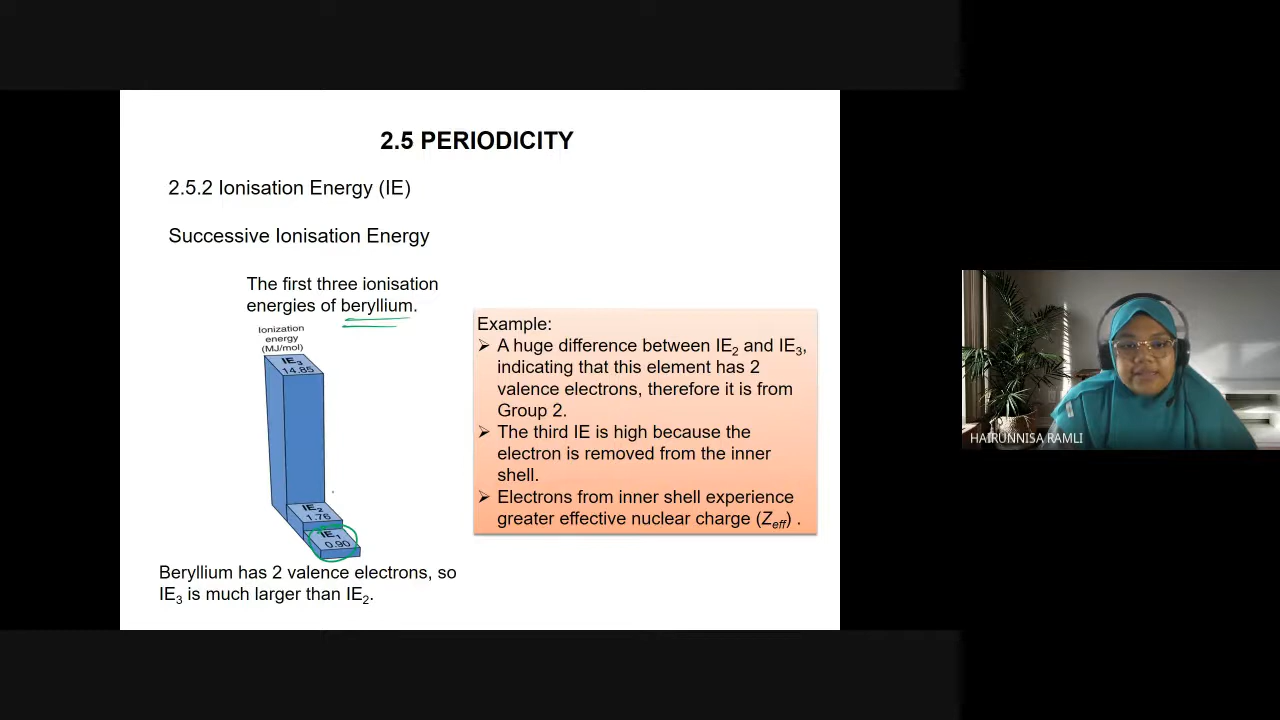 2.5 PERIODICITY
2.5.2 Ionisation Energy (IE)
Successive Ionisation Energy
The first three ionisation
energies of beryllium.
Ionization
energy
(MJ/mol)
IE3
14.85
IE2
1.76
IE1
0.90
Beryllium has 2 valence electrons, so
IE3 is much larger than IE2.
Example:
➢ A huge difference between IE2 and IE3,
indicating that this element has 2
valence electrons, therefore it is from
Group 2.
➢ The third IE is high because the
electron is removed from the inner
shell.
➢ Electrons from inner shell experience
greater effective nuclear charge (Zeff) .
HAIRUNNISA RAMLI